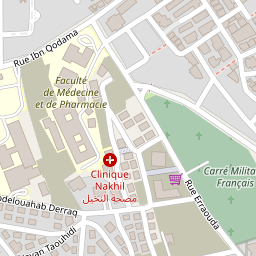 Rue Ibn Qodama
Faculté
de Médecine
et de Pharmacie
Clinique
Nakhil
مصحة النخيل
Carré Milita
Français
Rue Erraouda
delouahab Derraq
yan Taouhidi